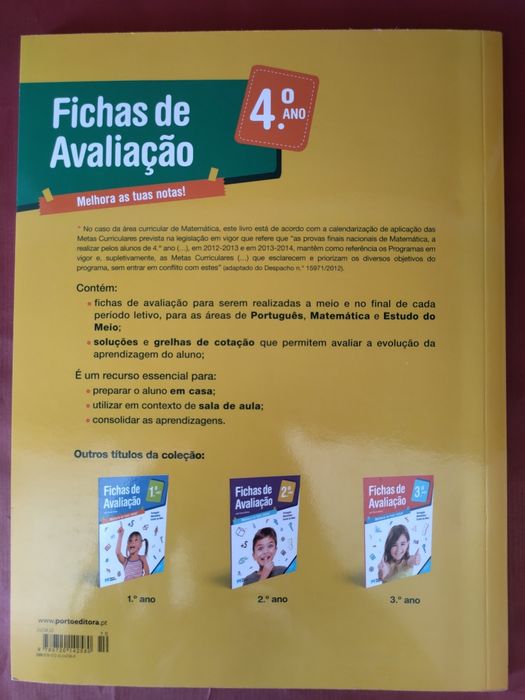 Fichas de
Avaliação
4.º
ANO
Melhora as tuas notas!
* No caso da área curricular de Matemática, este livro está de acordo com a calendarização de aplicação das
Metas Curriculares prevista na legislação em vigor que refere que "as provas finais nacionais de Matemática, a
realizar pelos alunos de 4.º ano (...), em 2012-2013 e em 2013-2014, mantêm como referência os Programas em
vigor e, supletivamente, as Metas Curriculares (...) que esclarecem e priorizam os diversos objetivos do
programa, sem entrar em conflito com estes" (adaptado do Despacho n.º 15971/2012).
Contém:
• fichas de avaliação para serem realizadas a meio e no final de cada
período letivo, para as áreas de Português, Matemática e Estudo do
Meio;
• soluções e grelhas de cotação que permitem avaliar a evolução da
aprendizagem do aluno;
É um recurso essencial para:
• preparar o aluno em casa;
• utilizar em contexto de sala de aula;
• consolidar as aprendizagens.
Outros títulos da coleção:
Fichas de
Avaliação
1.º
Fichas de
Avaliação
2.º
Fichas de
Avaliação
3.º
1.º ano
2.º ano
3.º ano
www.portoeditora.pt